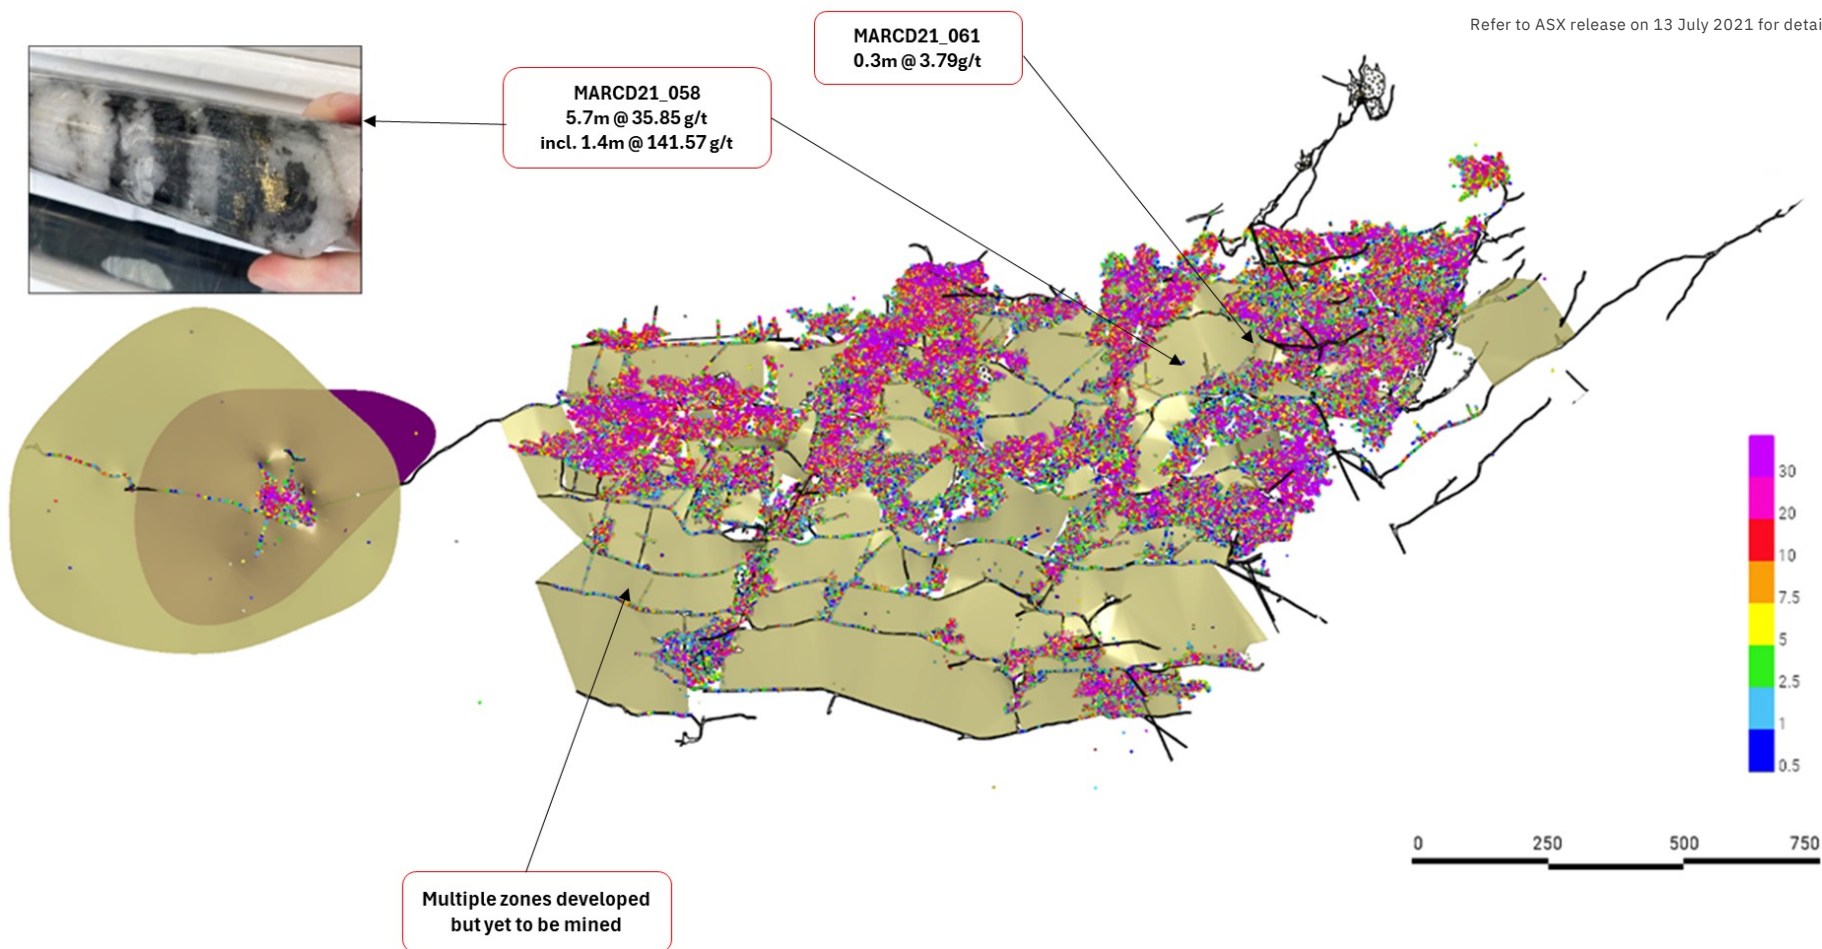 Refer to ASX release on 13 July 2021 for detai
MARCD21_061
0.3m @ 3.79g/t
MARCD21_058
5.7m @ 35.85 g/t
incl. 1.4m @ 141.57 g/t
30
20
10
7.5
5
2.5
1
0.5
0 250 500 750
Multiple zones developed
but yet to be mined